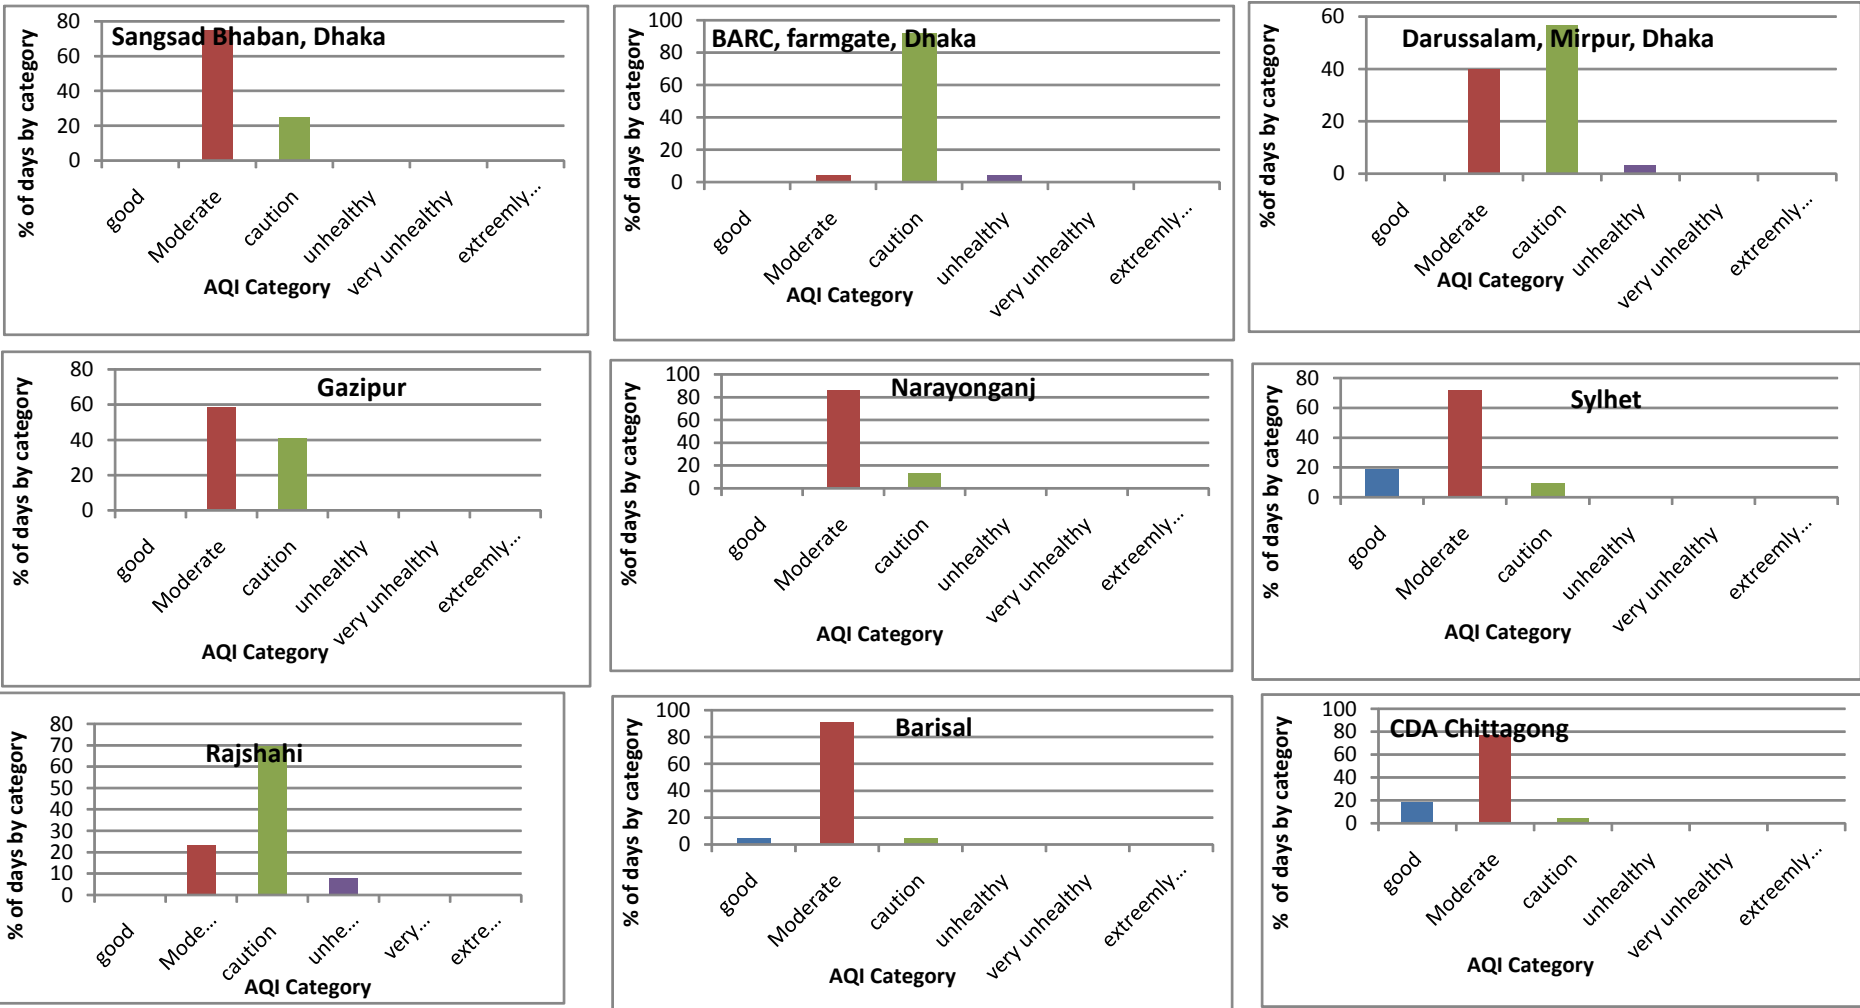 Sangsad Bhaban, Dhaka
% of days by category
80
60
40
20
0
good
Moderate
caution
unhealthy
very unhealthy
extreemly...
AQI Category
BARC, farmgate, Dhaka
%of days by category
100
80
60
40
20
0
good
Moderate
caution
unhealthy
very unhealthy
extreemly...
AQI Category
Darussalam, Mirpur, Dhaka
%of days by category
60
40
20
0
good
Moderate
caution
unhealthy
very unhealthy
extreemly...
AQI Category
Gazipur
% of days by category
80
60
40
20
0
good
Moderate
caution
unhealthy
very unhealthy
extreemly...
AQI Category
Narayonganj
%of days by category
100
80
60
40
20
0
good
Moderate
caution
unhealthy
very unhealthy
extreemly...
AQI Category
Sylhet
% of days by category
80
60
40
20
0
good
Moderate
caution
unhealthy
very unhealthy
extreemly...
AQI Category
Rajshahi
% of days by category
80
70
60
50
40
30
20
10
0
good
Mode...
caution
unhe...
very...
extre...
AQI Category
Barisal
% of days by category
100
80
60
40
20
0
good
Moderate
caution
unhealthy
very unhealthy
extreemly...
AQI Category
CDA Chittagong
% of days by category
100
80
60
40
20
0
good
Moderate
caution
unhealthy
very unhealthy
extreemly...
AQI Category